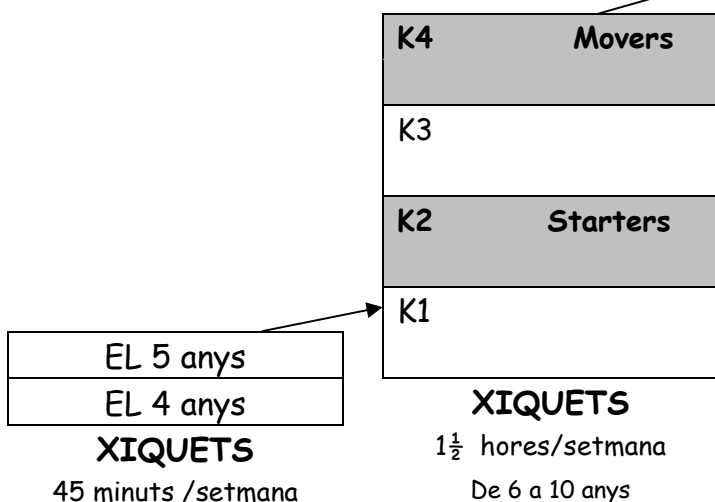 K4 Movers
K3
K2 Starters
K1
EL 5 anys
EL 4 anys
XIQUETS
45 minuts /setmana
XIQUETS
1½ hores/setmana
De 6 a 10 anys